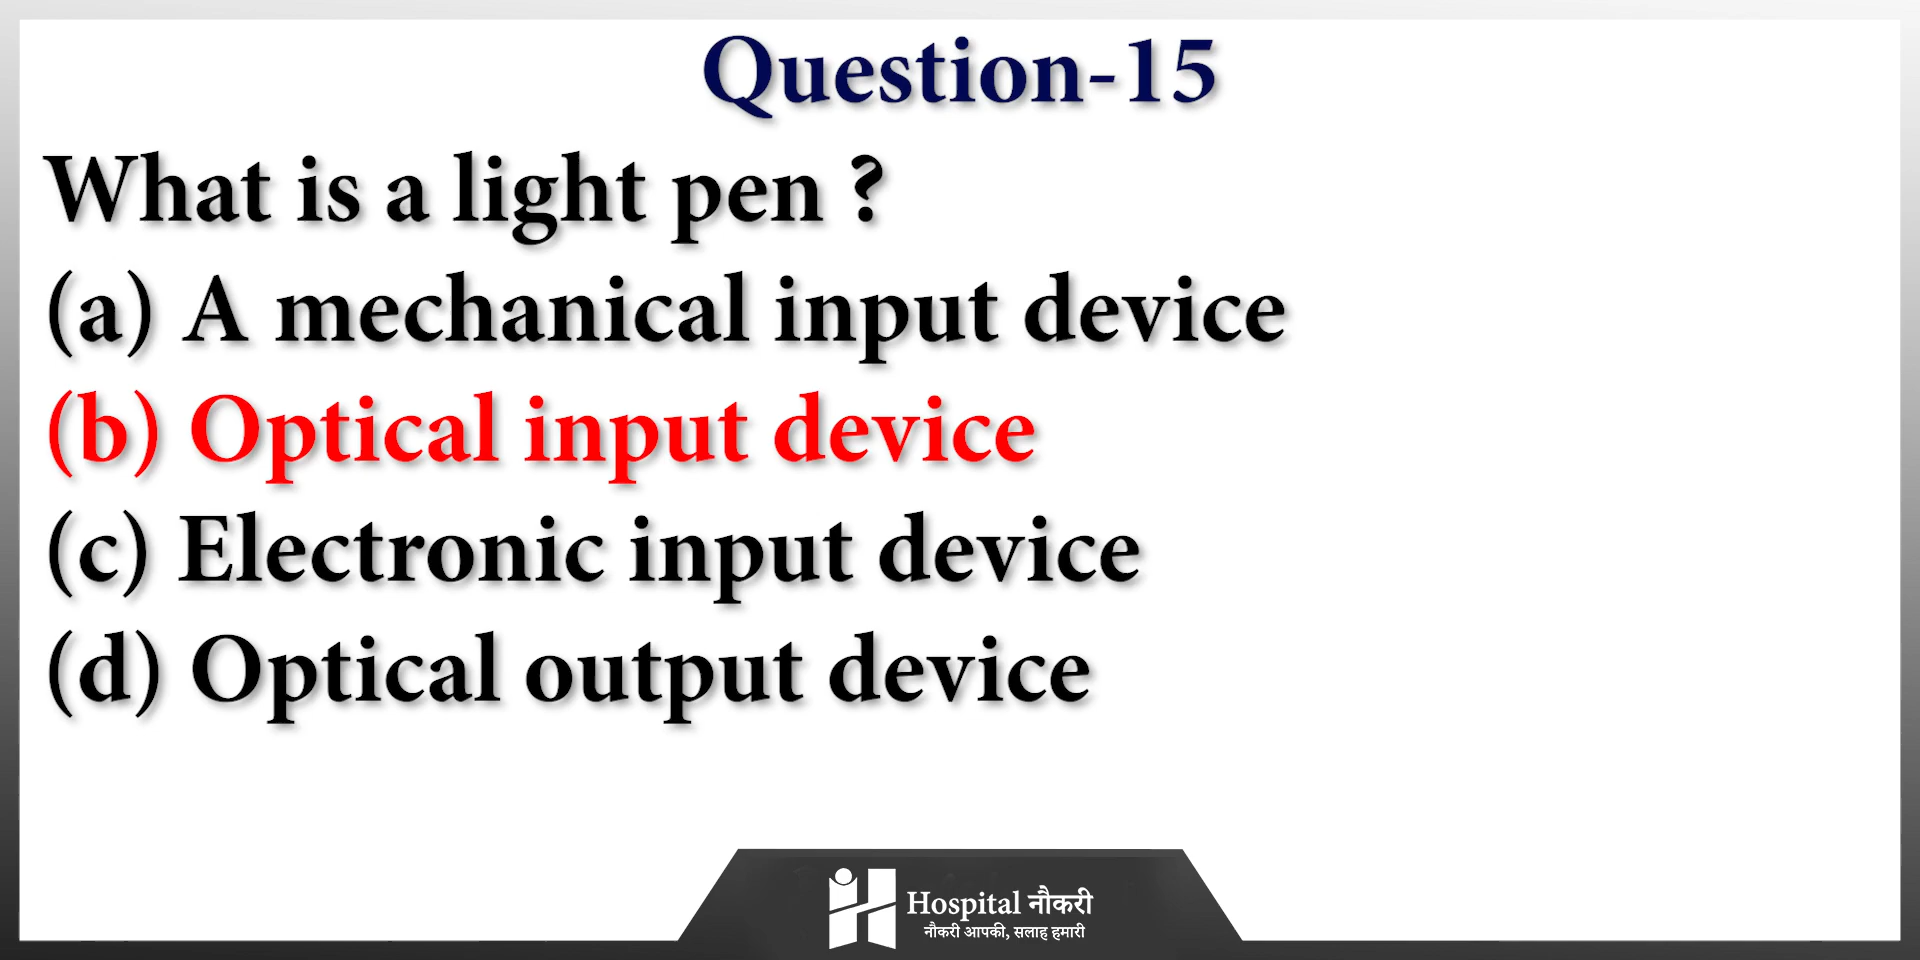 Question-15
What is a light pen ?
(a) A mechanical input device
(b) Optical input device
(c) Electronic input device
(d) Optical output device
Hospital नौकरी
नौकरी आपकी, सलाह हमारी